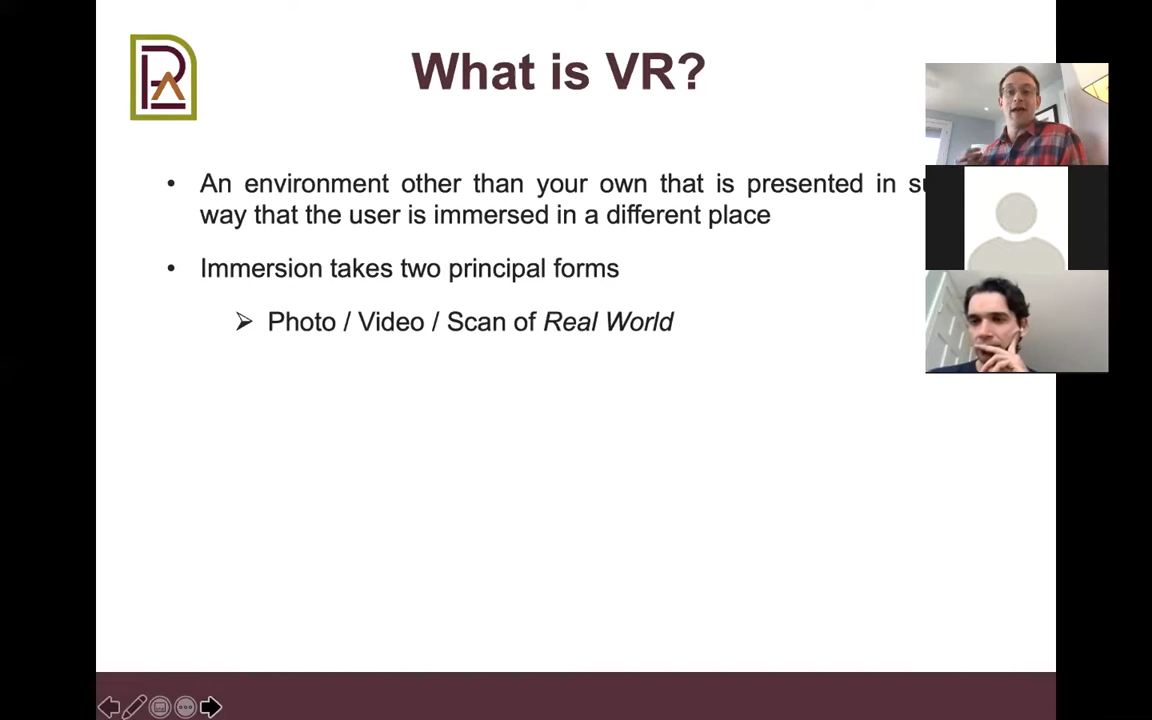 What is VR?
• An environment other than your own that is presented in
way that the user is immersed in a different place
• Immersion takes two principal forms
➢ Photo / Video / Scan of Real World